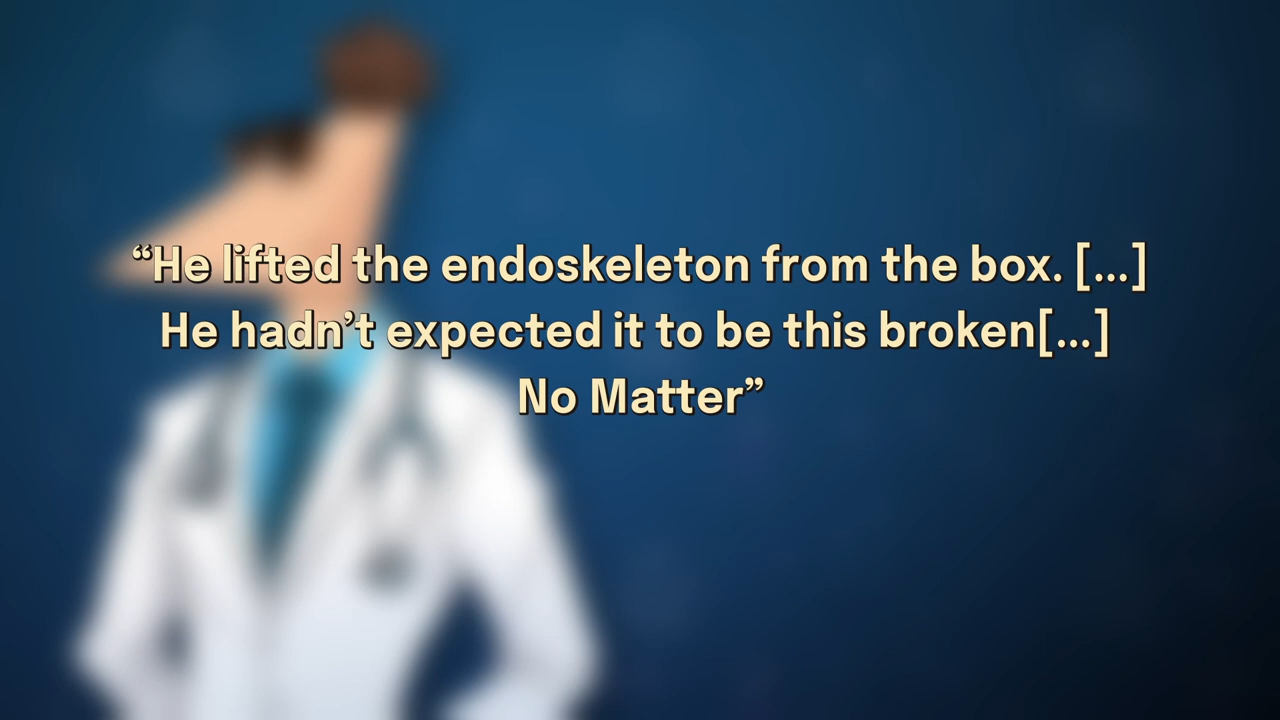 “He lifted the endoskeleton from the box. [...]
He hadn’t expected it to be this broken[...]
No Matter”